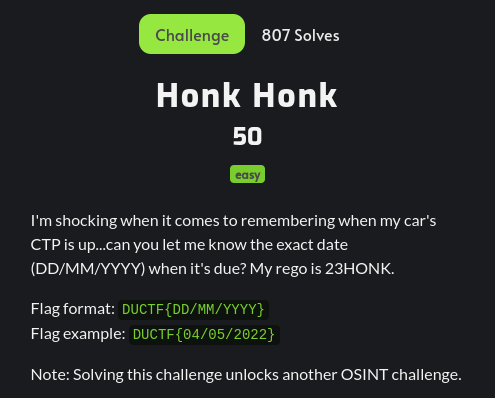 Challenge
807 Solves
Honk Honk
50
easy
I'm shocking when it comes to remembering when my car's
CTP is up...can you let me know the exact date
(DD/MM/YYYY) when it's due? My rego is 23HONK.
Flag format: DUCTF{DD/MM/YYYY}
Flag example: DUCTF{04/05/2022}
Note: Solving this challenge unlocks another OSINT challenge.